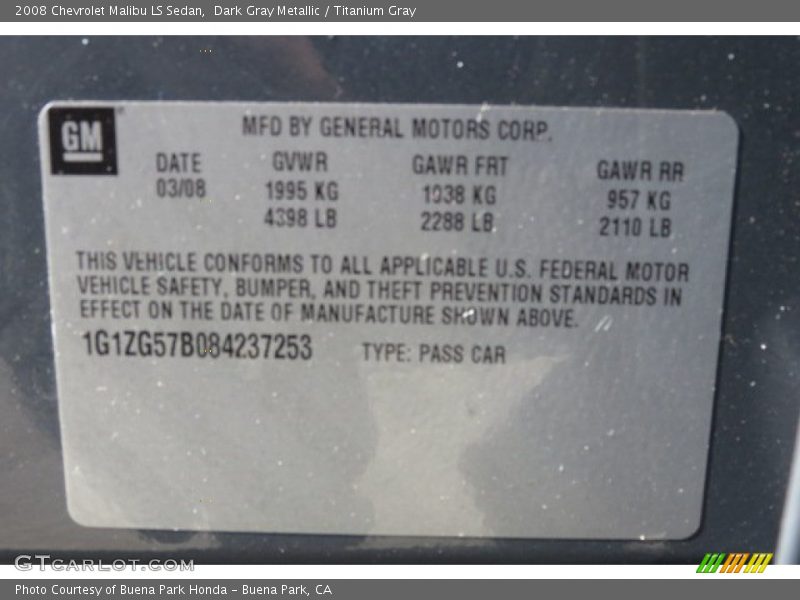 2008 Chevrolet Malibu LS Sedan, Dark Gray Metallic / Titanium Gray
GM
MFD BY GENERAL MOTORS CORP.
DATE GVWR GAWR FRT GAWR RR
03/08 1995 KG 1038 KG 957 KG
4398 LB 2288 LB 2110 LB
THIS VEHICLE CONFORMS TO ALL APPLICABLE U.S. FEDERAL MOTOR
VEHICLE SAFETY, BUMPER, AND THEFT PREVENTION STANDARDS IN
EFFECT ON THE DATE OF MANUFACTURE SHOWN ABOVE.
1G1ZG57B084237253 TYPE: PASS CAR
GTCARLOT.COM
Photo Courtesy of Buena Park Honda - Buena Park, CA